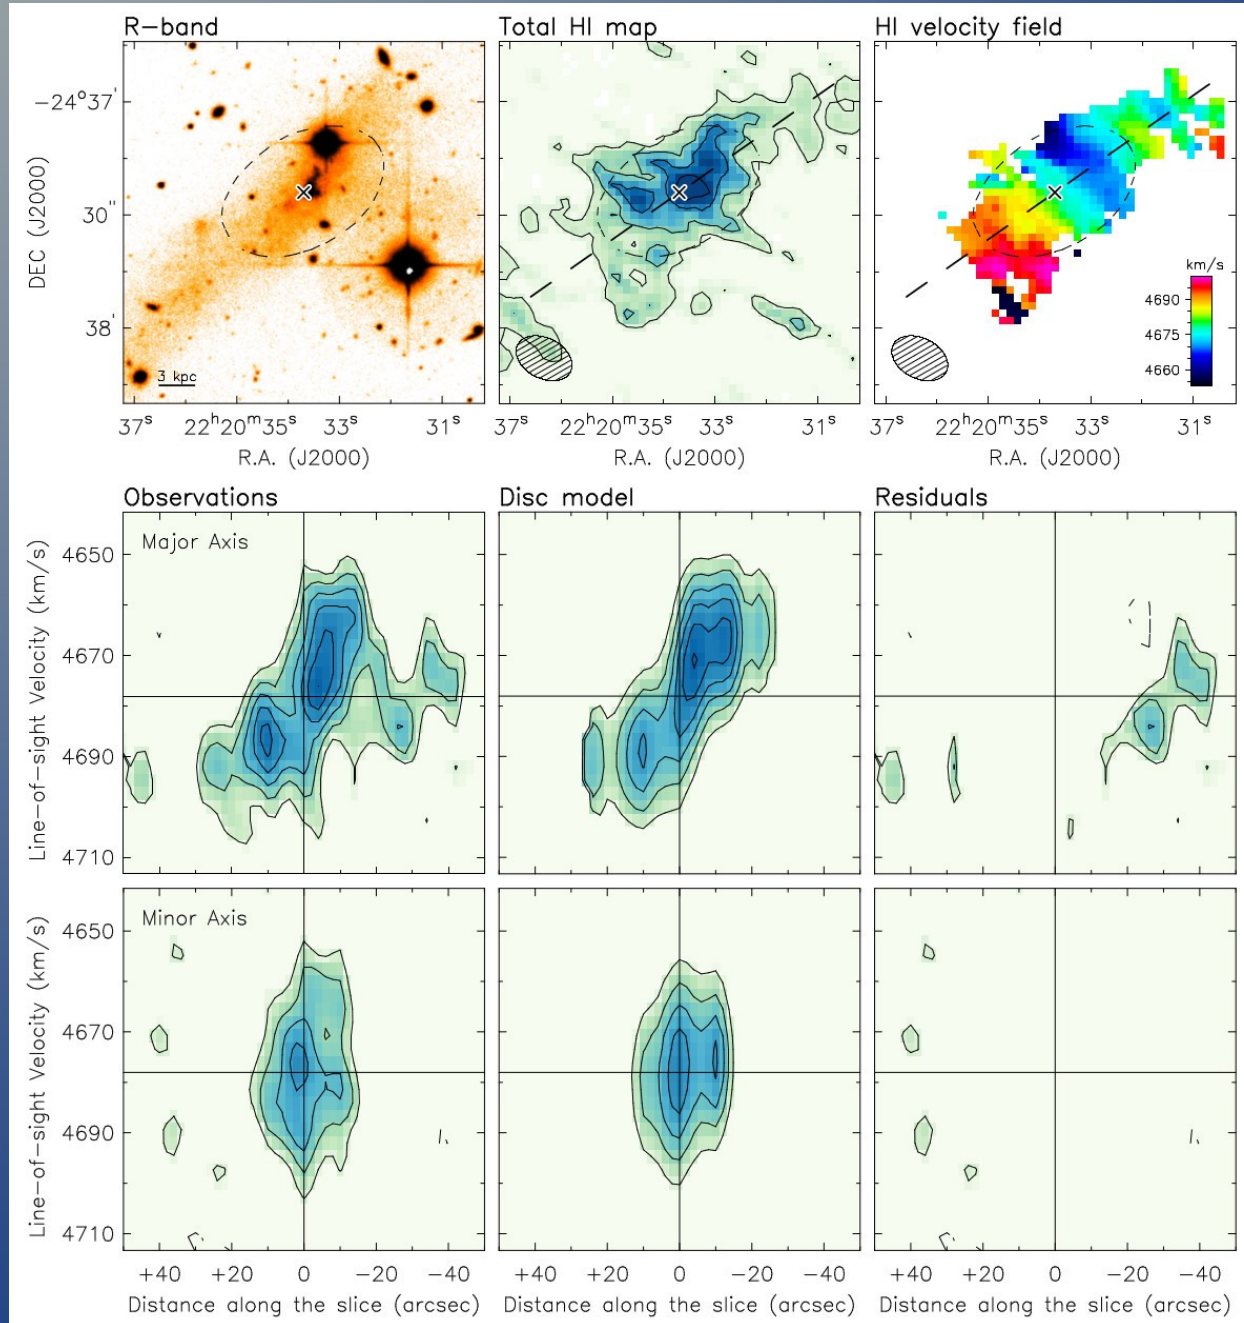 R-band
Total HI map
HI velocity field
DEC (J2000)
-24°37'
30"
38'
3 kpc
km/s
4690
4675
4660
37ˢ 22ʰ20ᵐ35ˢ 33ˢ 31ˢ
37ˢ 22ʰ20ᵐ35ˢ 33ˢ 31ˢ
37ˢ 22ʰ20ᵐ35ˢ 33ˢ 31ˢ
R.A. (J2000)
R.A. (J2000)
R.A. (J2000)
Observations
Disc model
Residuals
Line-of-sight Velocity (km/s)
Major Axis
4650
4670
4690
4710
Line-of-sight Velocity (km/s)
Minor Axis
4650
4670
4690
4710
+40 +20 0 -20 -40
+40 +20 0 -20 -40
+40 +20 0 -20 -40
Distance along the slice (arcsec)
Distance along the slice (arcsec)
Distance along the slice (arcsec)